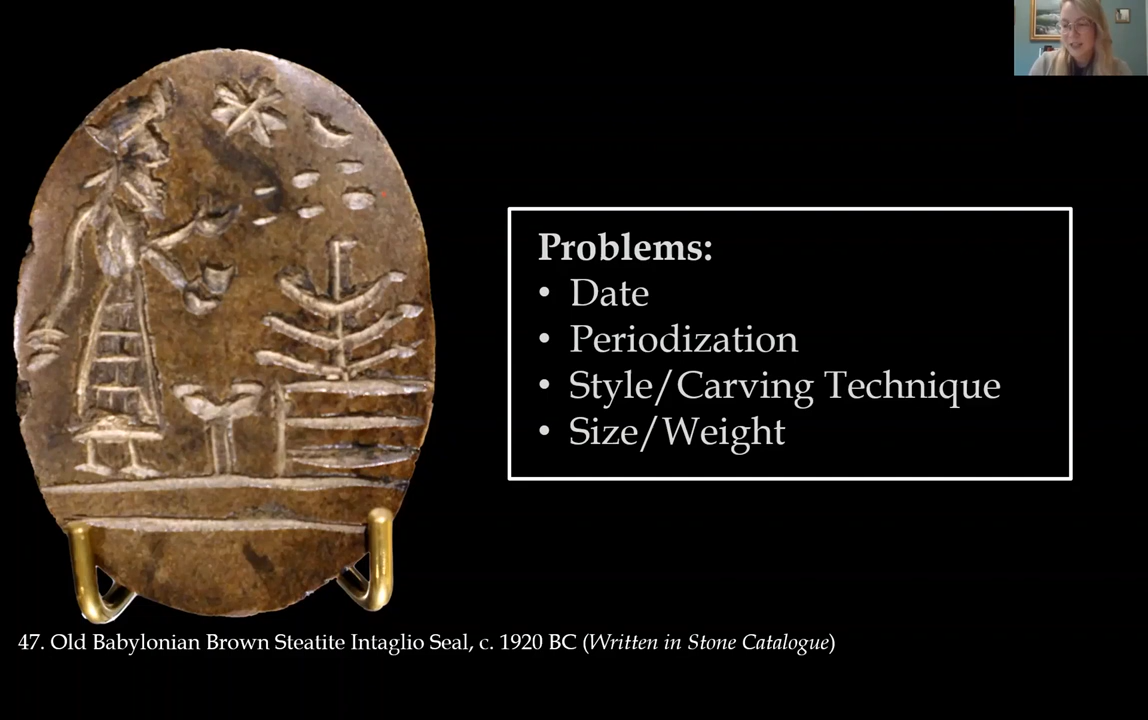 Problems:
• Date
• Periodization
• Style/Carving Technique
• Size/Weight
47. Old Babylonian Brown Steatite Intaglio Seal, c. 1920 BC (Written in Stone Catalogue)